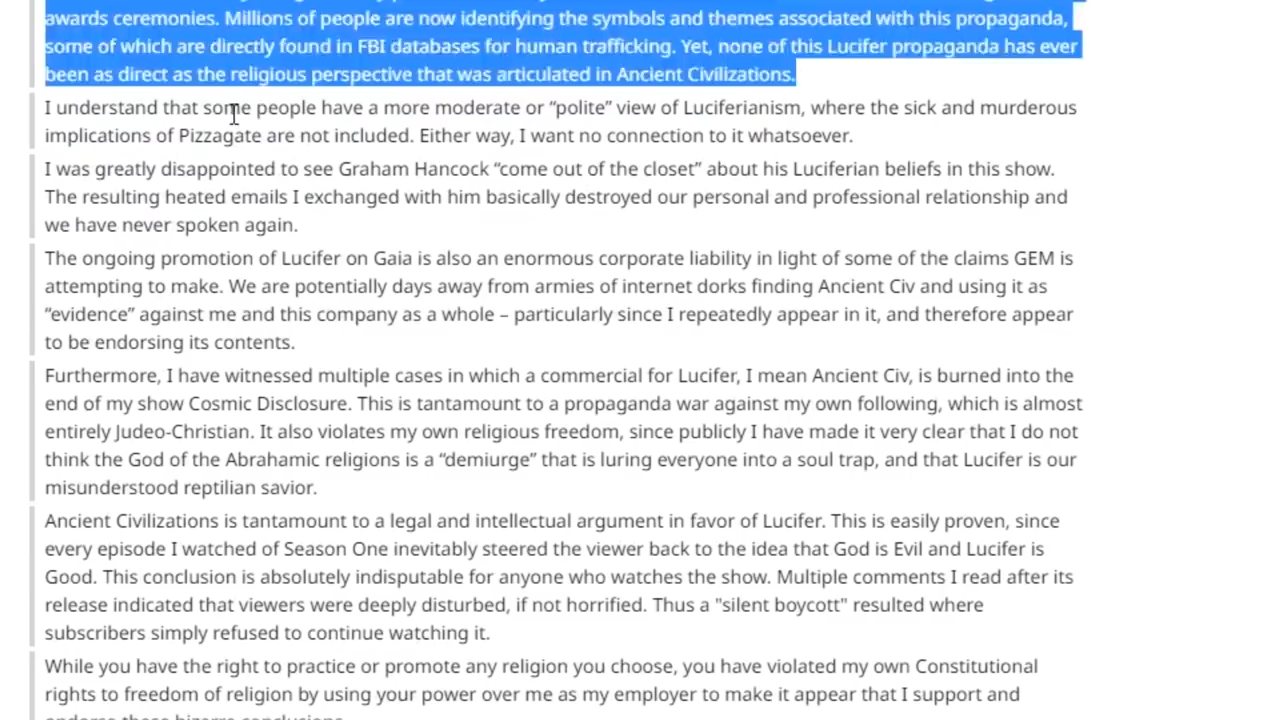 awards ceremonies. Millions of people are now identifying the symbols and themes associated with this propaganda,
some of which are directly found in FBI databases for human trafficking. Yet, none of this Lucifer propaganda has ever
been as direct as the religious perspective that was articulated in Ancient Civilizations.
I understand that some people have a more moderate or “polite” view of Luciferianism, where the sick and murderous
implications of Pizzagate are not included. Either way, I want no connection to it whatsoever.
I was greatly disappointed to see Graham Hancock “come out of the closet” about his Luciferian beliefs in this show.
The resulting heated emails I exchanged with him basically destroyed our personal and professional relationship and
we have never spoken again.
The ongoing promotion of Lucifer on Gaia is also an enormous corporate liability in light of some of the claims GEM is
attempting to make. We are potentially days away from armies of internet dorks finding Ancient Civ and using it as
“evidence” against me and this company as a whole – particularly since I repeatedly appear in it, and therefore appear
to be endorsing its contents.
Furthermore, I have witnessed multiple cases in which a commercial for Lucifer, I mean Ancient Civ, is burned into the
end of my show Cosmic Disclosure. This is tantamount to a propaganda war against my own following, which is almost
entirely Judeo-Christian. It also violates my own religious freedom, since publicly I have made it very clear that I do not
think the God of the Abrahamic religions is a “demiurge” that is luring everyone into a soul trap, and that Lucifer is our
misunderstood reptilian savior.
Ancient Civilizations is tantamount to a legal and intellectual argument in favor of Lucifer. This is easily proven, since
every episode I watched of Season One inevitably steered the viewer back to the idea that God is Evil and Lucifer is
Good. This conclusion is absolutely indisputable for anyone who watches the show. Multiple comments I read after its
release indicated that viewers were deeply disturbed, if not horrified. Thus a "silent boycott" resulted where
subscribers simply refused to continue watching it.
While you have the right to practice or promote any religion you choose, you have violated my own Constitutional
rights to freedom of religion by using your power over me as my employer to make it appear that I support and
endorse these bizarre conclusions.